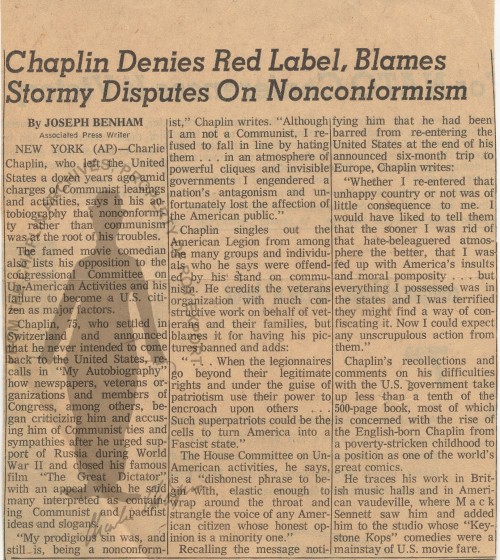 Chaplin Denies Red Label, Blames
Stormy Disputes On Nonconformism
By JOSEPH BENHAM
Associated Press Writer
NEW YORK (AP)—Charlie
Chaplin, who left the United
States a dozen years ago amid
charges of Communist leanings
and activities, says in his au-
tobiography that nonconformi-
ty rather than communism
was at the root of his troubles.
The famed movie comedian
also lists his opposition to the
Congressional Committee on
Un-American Activities and his
failure to become a U.S. citi-
zen as major factors.
Chaplin, 75, who settled in
Switzerland and announced
that he never intended to come
back to the United States, re-
calls in "My Autobiography"
how newspapers, veterans or-
ganizations and members of
Congress, among others, be-
gan criticizing him and accus-
ing him of Communist ties and
sympathies after he urged sup-
port of Russia during World
War II and closed his famous
film "The Great Dictator"
with an appeal which he said
many interpreted as contain-
ing Communist and pacifist
ideas and slogans.
"My prodigious sin was, and
still is, being a nonconform-
ist," Chaplin writes. "Although
I am not a Communist, I re-
fused to fall in line by hating
them . . . in an atmosphere of
powerful cliques and invisible
governments I engendered a
nation's antagonism and un-
fortunately lost the affection of
the American public."
Chaplin singles out the
American Legion from among
the many groups and individu-
als who he says were offend-
ed by his stand on commu-
nism. He credits the veterans
organization with much con-
structive work on behalf of vet-
erans and their families, but
blames it for having his pic-
tures banned and adds:
". . . When the legionnaires
go beyond their legitimate
rights and under the guise of
patriotism use their power to
encroach upon others . . .
Such superpatriots could be the
cells to turn America into a
Fascist state."
The House Committee on Un-
American activities, he says,
is a "dishonest phrase to be-
gin with, elastic enough to
wrap around the throat and
strangle the voice of any Amer-
ican citizen whose honest op-
inion is a minority one."
Recalling the message noti-
fying him that he had been
barred from re-entering the
United States at the end of his
announced six-month trip to
Europe, Chaplin writes:
"Whether I re-entered that
unhappy country or not was of
little consequence to me. I
would have liked to tell them
that the sooner I was rid of
that hate-beleaguered atmos-
phere the better, that I was
fed up with America's insults
and moral pomposity . . . but
everything I possessed was in
the states and I was terrified
they might find a way of con-
fiscating it. Now I could expect
any unscrupulous action from
them."
Chaplin's recollections and
comments on his difficulties
with the U.S. government take
up less than a tenth of the
500-page book, most of which
is concerned with the rise of
the English-born Chaplin from
a poverty-stricken childhood to
a position as one of the world's
great comics.
He traces his work in Brit-
ish music halls and in Ameri-
can vaudeville, where Mack
Sennett saw him and added
him to the studio whose "Key-
stone Kops" comedies were a
mainstay of U.S. movie fare.